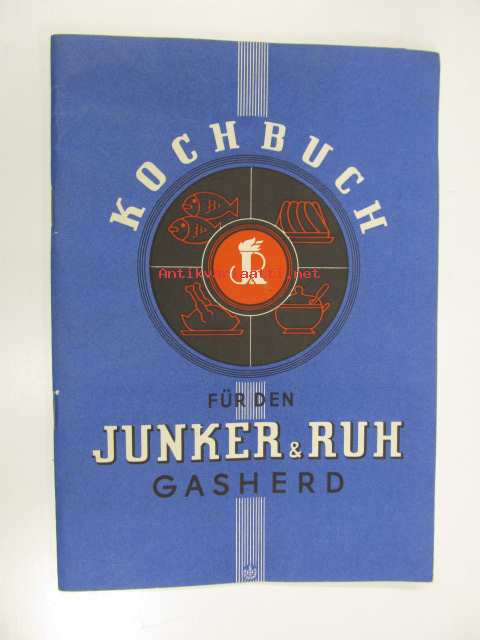 KOCHBUCH
JR
Antikvariaatti.net
FÜR DEN
JUNKER & RUH
GASHERD